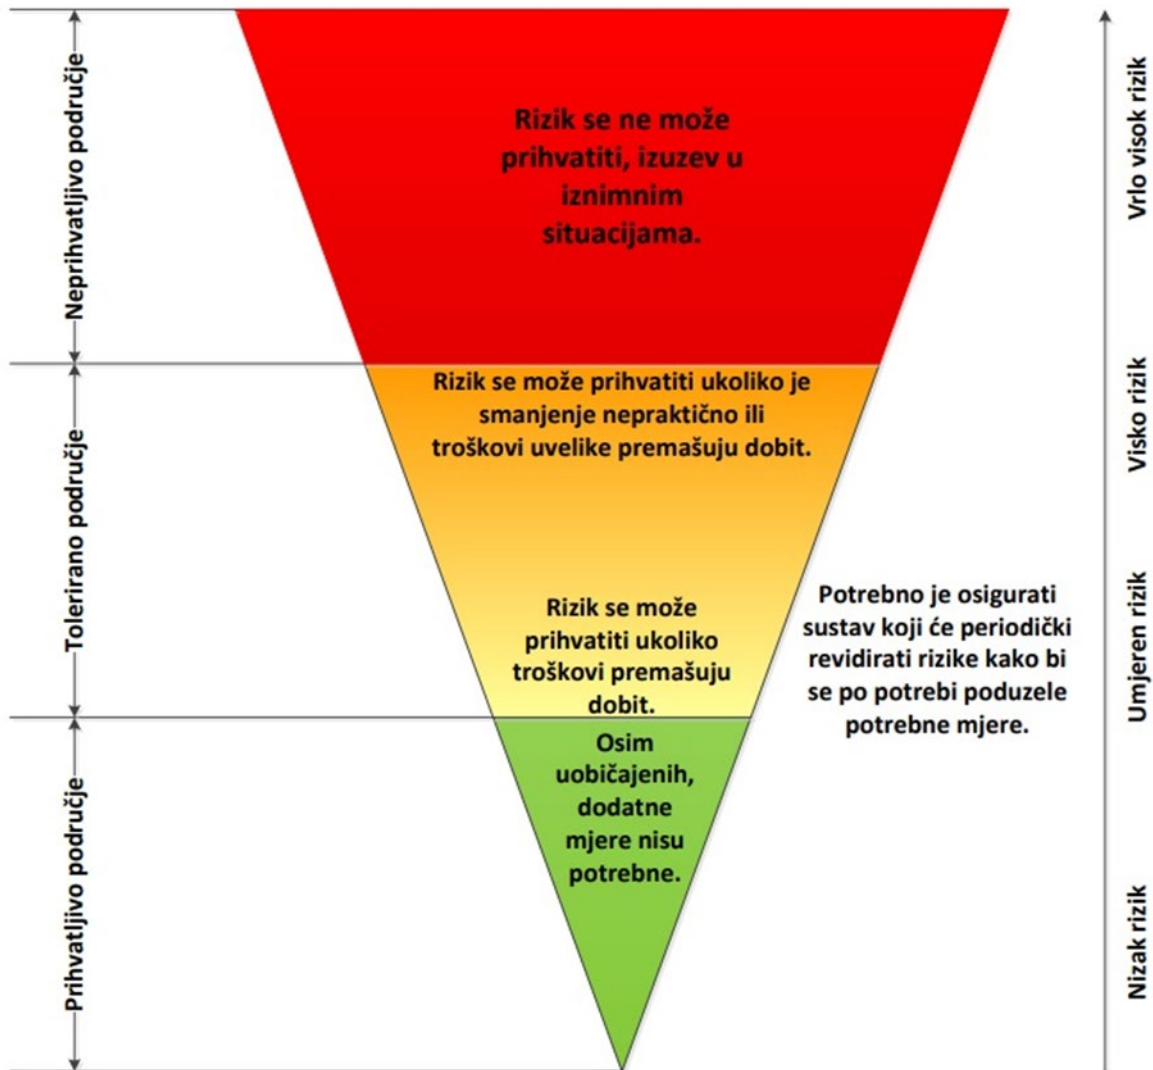 Neprihvatljivo područje
Tolerirano područje
Prihvatljivo područje
Rizik se ne može
prihvatiti, izuzev u
iznimnim
situacijama.
Rizik se može prihvatiti ukoliko je
smanjenje nepraktično ili
troškovi uvelike premašuju dobit.
Rizik se može
prihvatiti ukoliko
troškovi premašuju
dobit.
Osim
uobičajenih,
dodatne
mjere nisu
potrebne.
Potrebno je osigurati
sustav koji će periodički
revidirati rizike kako bi
se po potrebi poduzele
potrebne mjere.
Vrlo visok rizik
Visko rizik
Umjeren rizik
Nizak rizik